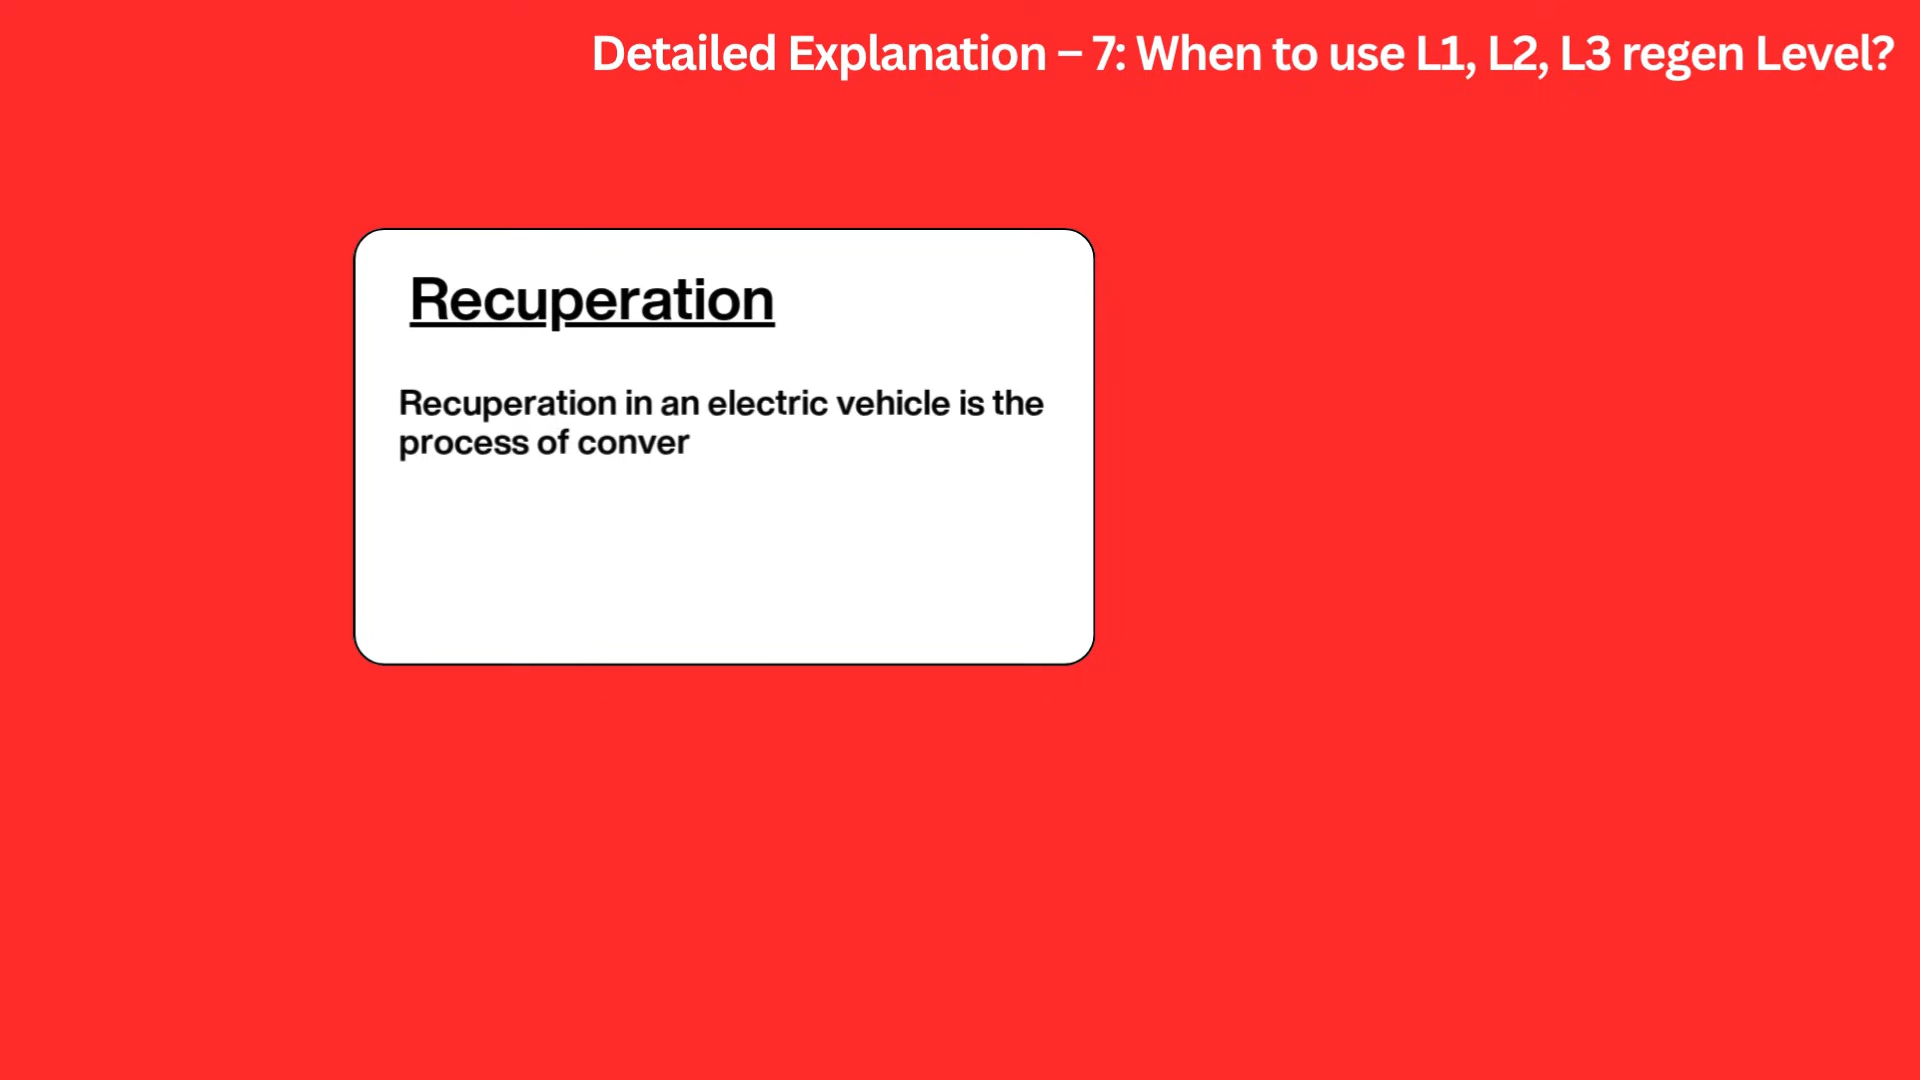 Detailed Explanation – 7: When to use L1, L2, L3 regen Level?
Recuperation
Recuperation in an electric vehicle is the
process of conver